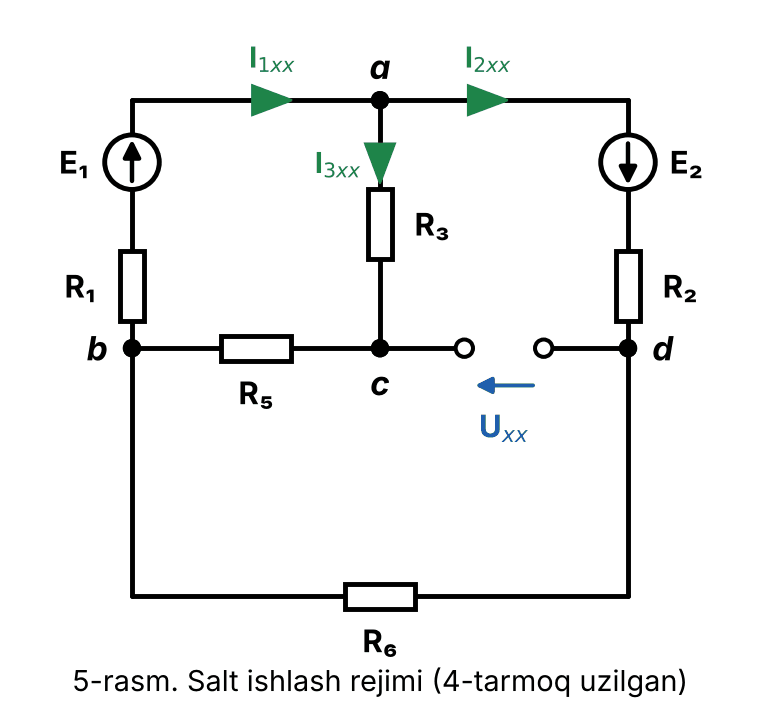 I₁xx
I₂xx
a
E₁
I₃xx
E₂
R₃
R₁
R₂
b
d
c
R₅
Uxx
R₆
5-rasm. Salt ishlash rejimi (4-tarmoq uzilgan)